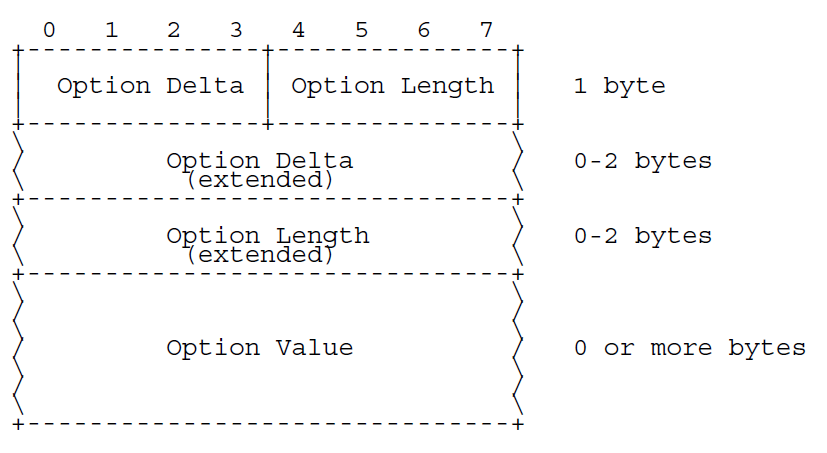 0 1 2 3 4 5 6 7
Option Delta Option Length 1 byte
Option Delta 0-2 bytes
(extended)
Option Length 0-2 bytes
(extended)
Option Value 0 or more bytes